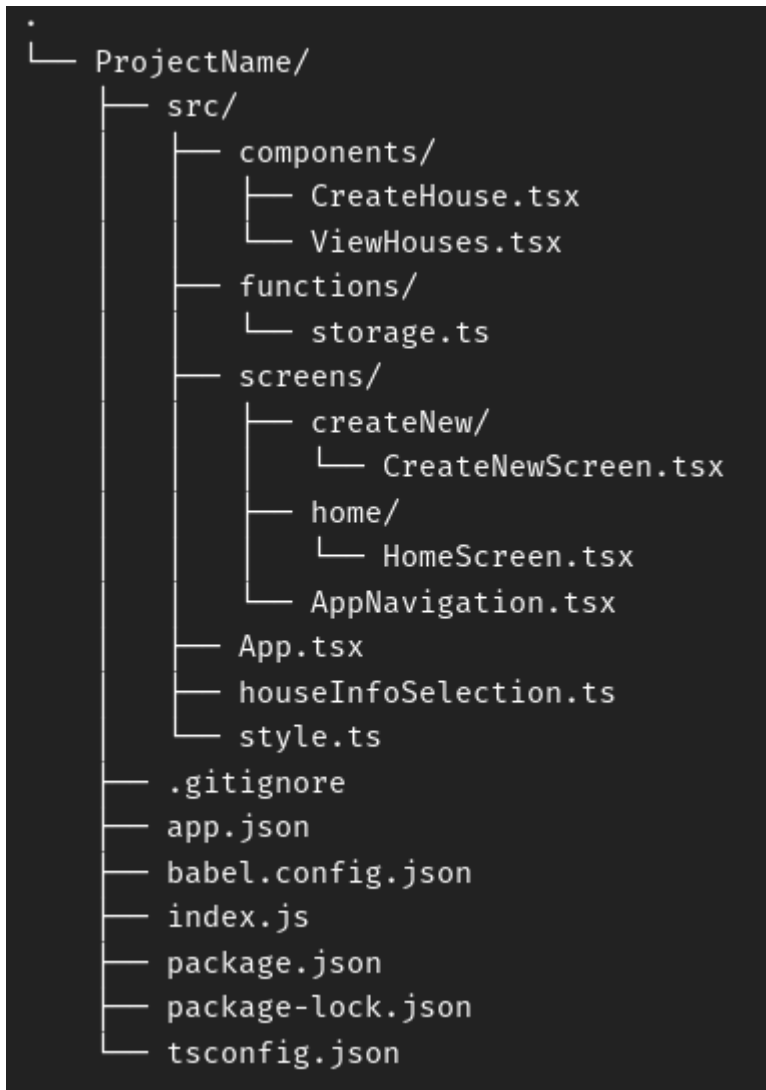 .
└── ProjectName/
    ├── src/
    │   ├── components/
    │   │   ├── CreateHouse.tsx
    │   │   └── ViewHouses.tsx
    │   ├── functions/
    │   │   └── storage.ts
    │   ├── screens/
    │   │   ├── createNew/
    │   │   │   └── CreateNewScreen.tsx
    │   │   ├── home/
    │   │   │   └── HomeScreen.tsx
    │   │   └── AppNavigation.tsx
    │   ├── App.tsx
    │   ├── houseInfoSelection.ts
    │   └── style.ts
    ├── .gitignore
    ├── app.json
    ├── babel.config.json
    ├── index.js
    ├── package.json
    ├── package-lock.json
    └── tsconfig.json